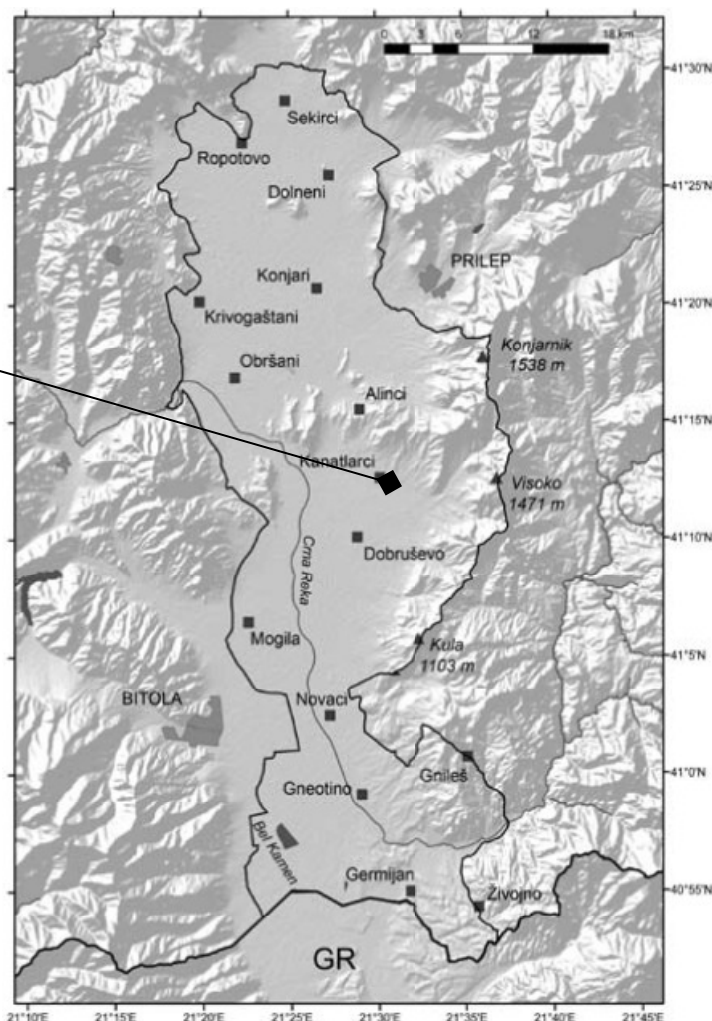 0 3 6 12 18 km
41°30'N
Sekirci
Ropotovo
Dolneni
41°25'N
PRILEP
Konjari
41°20'N
Krivogaštani
Konjarnik
1538 m
Obršani
Alinci
41°15'N
Kanatlarci
Visoko
1471 m
Crna Reka
Dobruševo
41°10'N
Mogila
Kula
1103 m
41°5'N
BITOLA
Novaci
Gneotino
Gnileš
41°0'N
Bel Kamen
Germijan
Živojno
40°55'N
GR
21°10'E 21°15'E 21°20'E 21°25'E 21°30'E 21°35'E 21°40'E 21°45'E